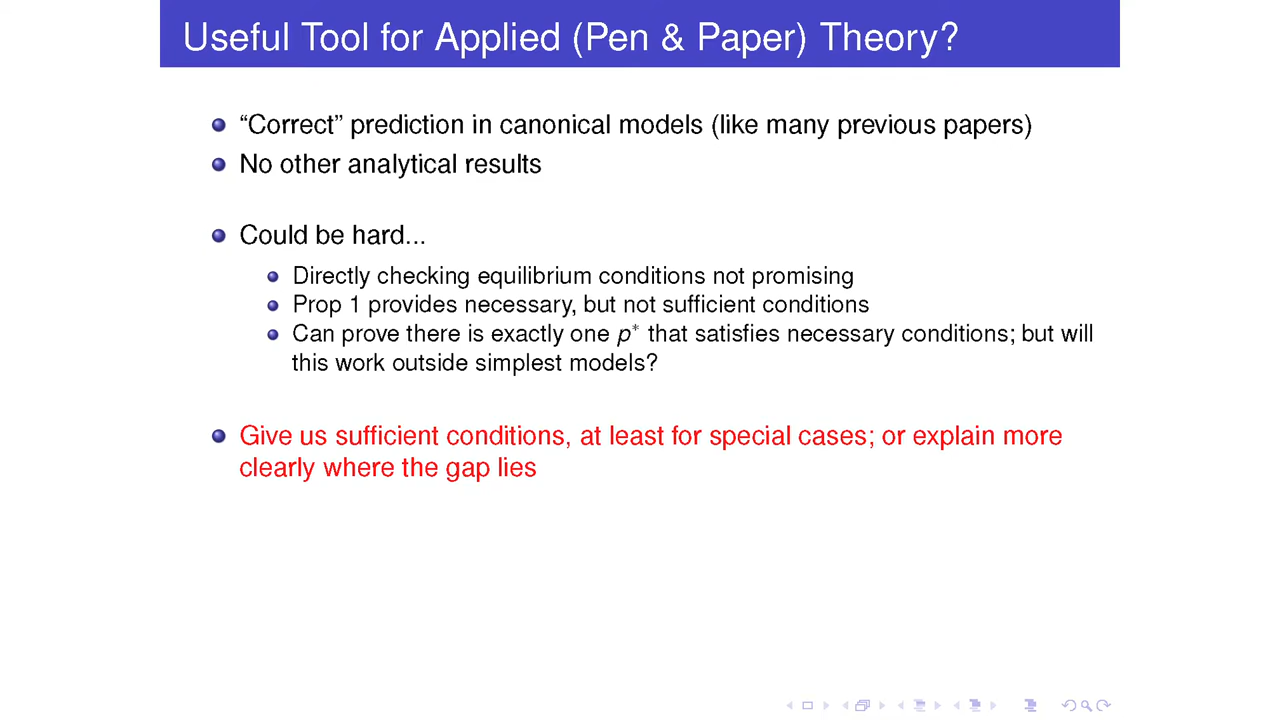 Useful Tool for Applied (Pen & Paper) Theory?
“Correct” prediction in canonical models (like many previous papers)
No other analytical results
Could be hard...
Directly checking equilibrium conditions not promising
Prop 1 provides necessary, but not sufficient conditions
Can prove there is exactly one p* that satisfies necessary conditions; but will
this work outside simplest models?
Give us sufficient conditions, at least for special cases; or explain more
clearly where the gap lies